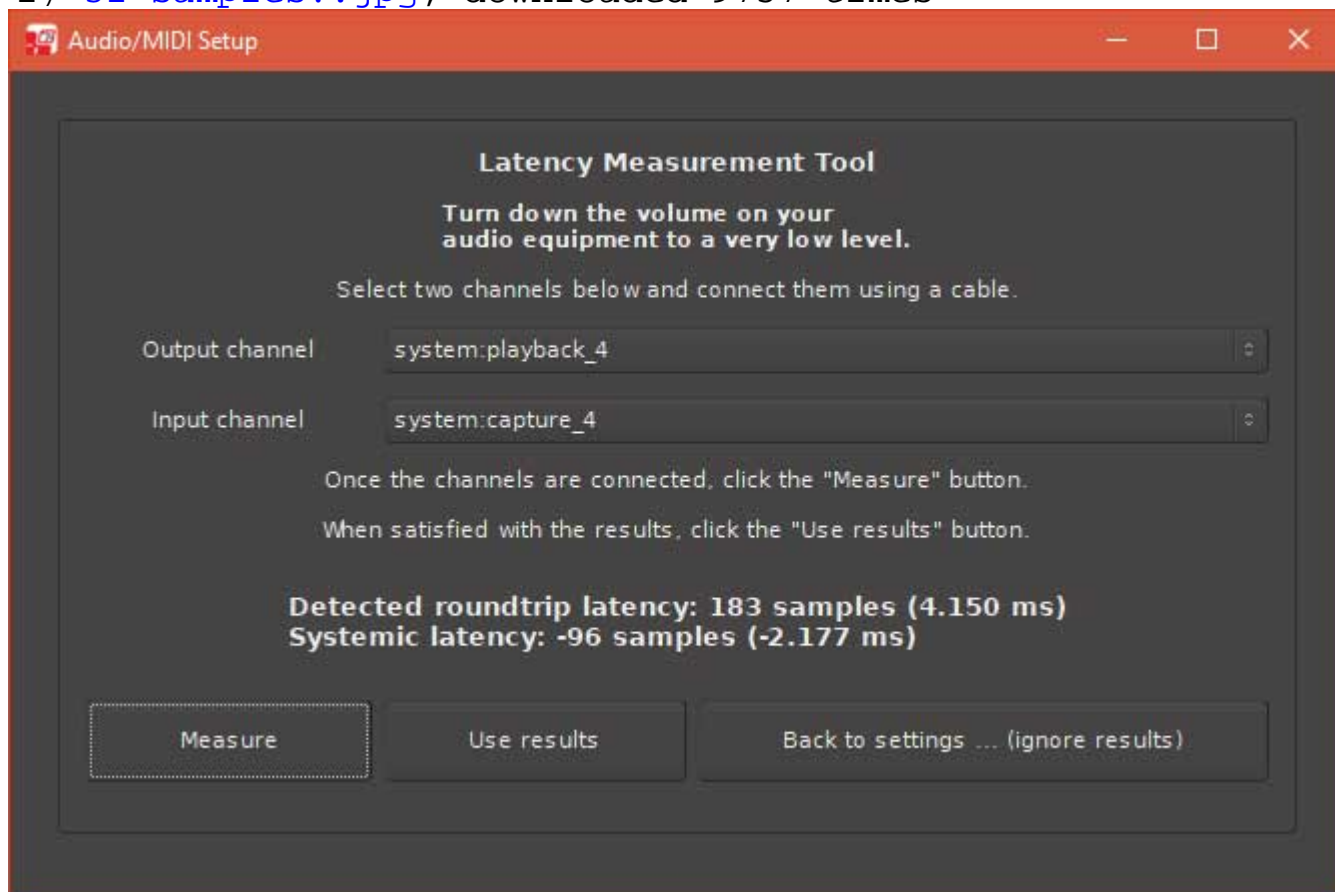 Audio/MIDI Setup
Latency Measurement Tool
Turn down the volume on your
audio equipment to a very low level.
Select two channels below and connect them using a cable.
Output channel system:playback_4
Input channel system:capture_4
Once the channels are connected, click the "Measure" button.
When satisfied with the results, click the "Use results" button.
Detected roundtrip latency: 183 samples (4.150 ms)
Systemic latency: -96 samples (-2.177 ms)
Measure Use results Back to settings ... (ignore results)